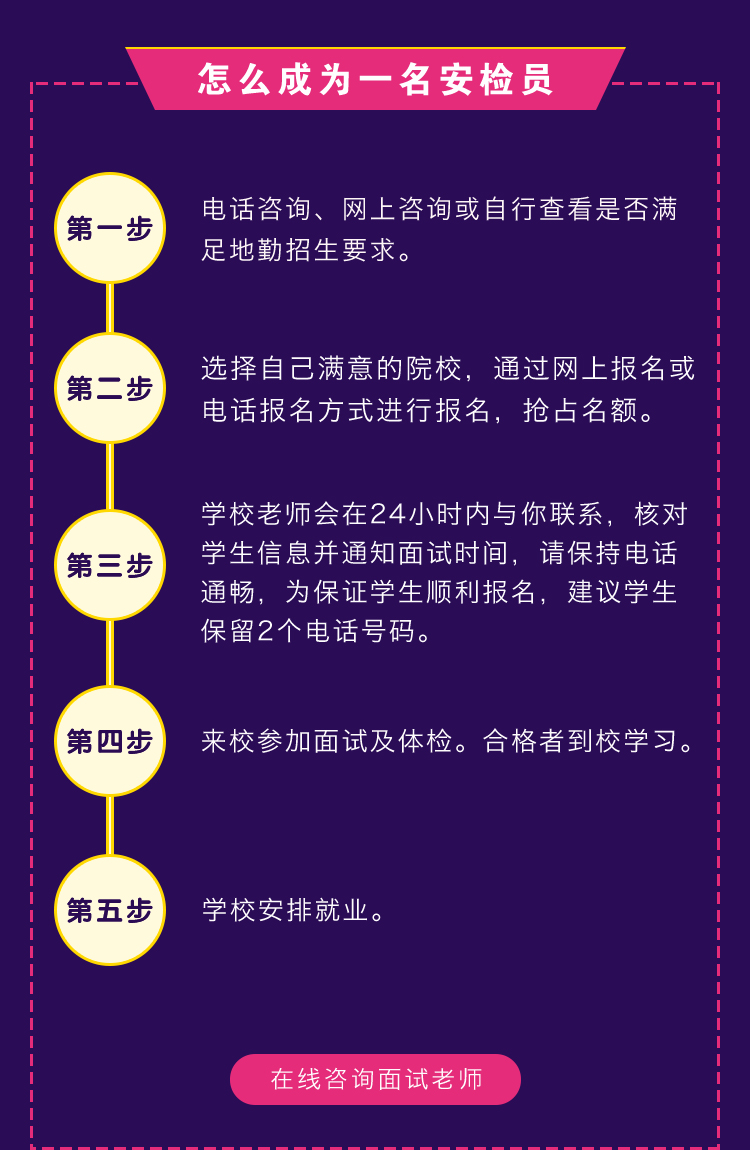 怎么成为一名安检员
第一步
电话咨询、网上咨询或自行查看是否满
足地勤招生要求。
第二步
选择自己满意的院校，通过网上报名或
电话报名方式进行报名，抢占名额。
第三步
学校老师会在24小时内与你联系，核对
学生信息并通知面试时间，请保持电话
通畅，为保证学生顺利报名，建议学生
保留2个电话号码。
第四步
来校参加面试及体检。合格者到校学习。
第五步
学校安排就业。
在线咨询面试老师